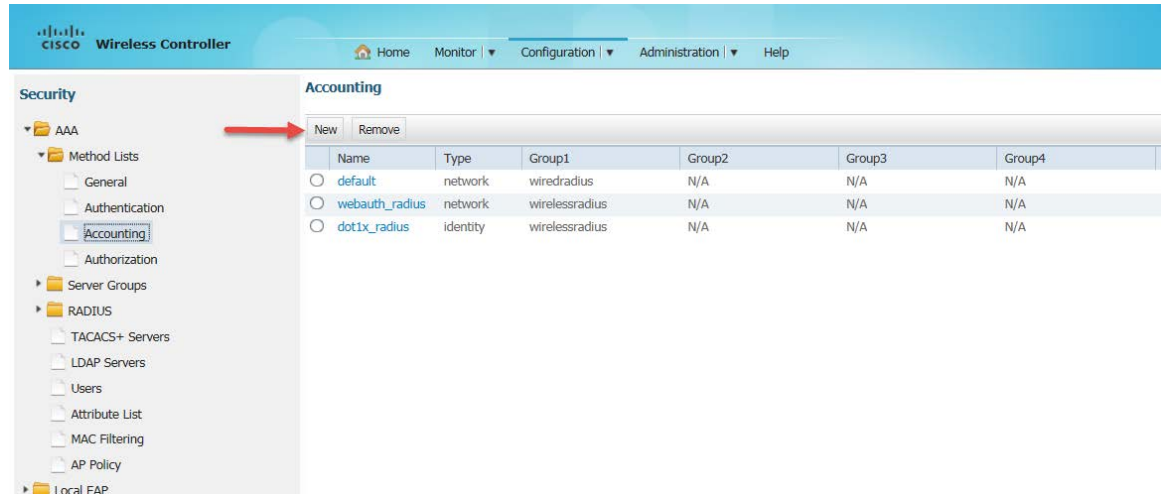 CISCO Wireless Controller
Home Monitor Configuration Administration Help
Security
AAA
Method Lists
General
Authentication
Accounting
Authorization
Server Groups
RADIUS
TACACS+ Servers
LDAP Servers
Users
Attribute List
MAC Filtering
AP Policy
Local EAP
Accounting
New Remove
Name Type Group1 Group2 Group3 Group4
default network wiredradius N/A N/A N/A
webauth_radius network wirelessradius N/A N/A N/A
dot1x_radius identity wirelessradius N/A N/A N/A